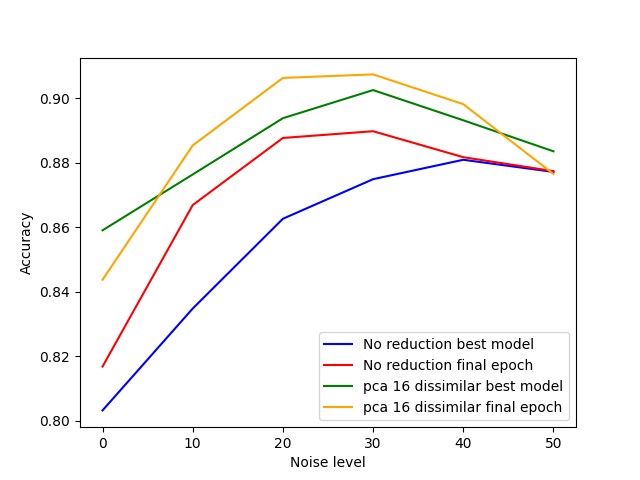 0.90
0.88
0.86
0.84
0.82
0.80
Accuracy
0 10 20 30 40 50
Noise level
No reduction best model
No reduction final epoch
pca 16 dissimilar best model
pca 16 dissimilar final epoch